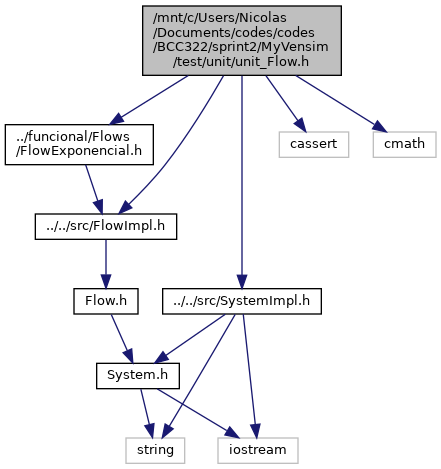 /mnt/c/Users/Nicolas
/Documents/codes/codes
/BCC322/sprint2/MyVensim
/test/unit/unit_Flow.h
../funcional/Flows
/FlowExponencial.h
cassert
cmath
../../src/FlowImpl.h
Flow.h
../../src/SystemImpl.h
System.h
string
iostream